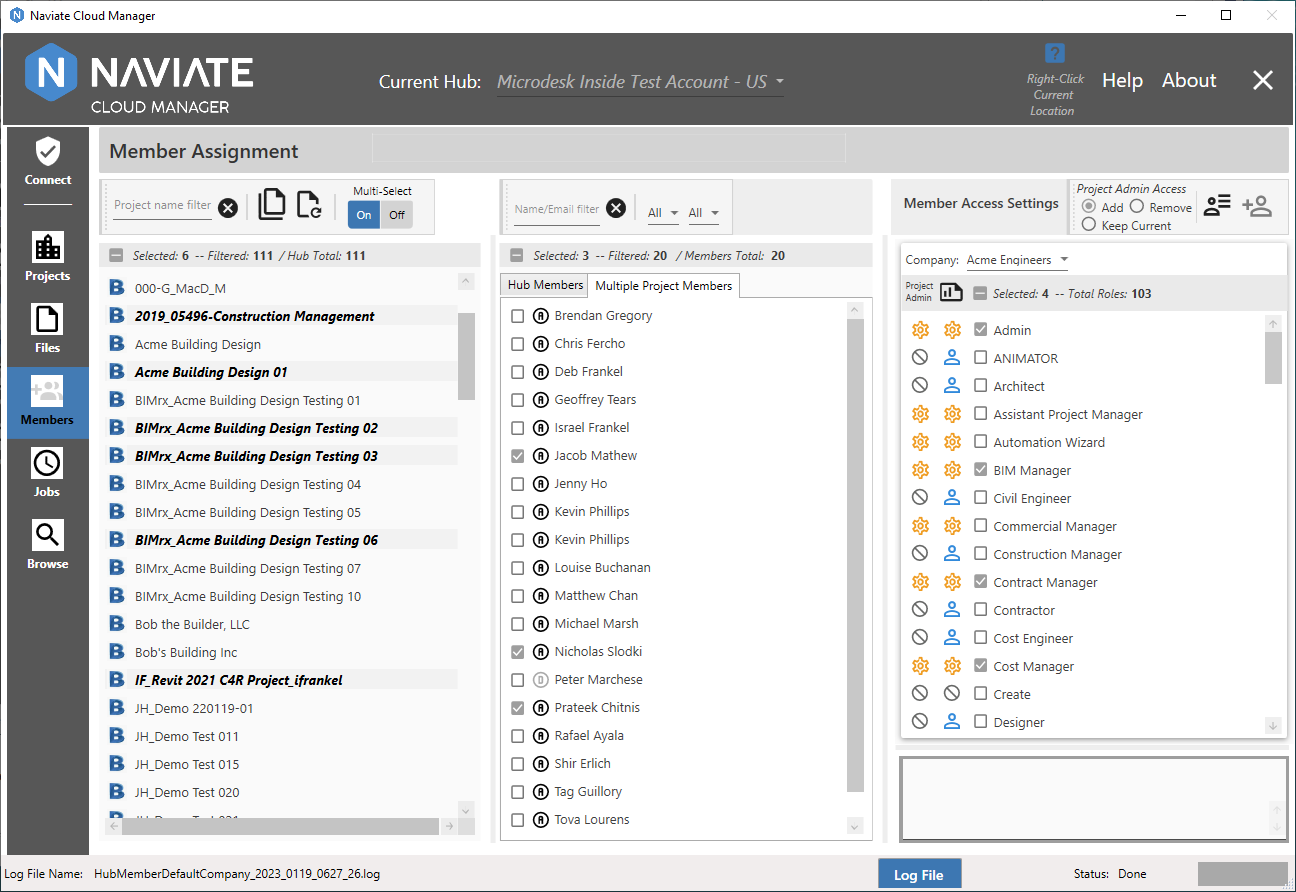 Naviate Cloud Manager
NAVIATE
CLOUD MANAGER
Current Hub: Microdesk Inside Test Account - US
?
Right-Click
Current
Location
Help
About
Connect
Projects
Files
Members
Jobs
Browse
Member Assignment
Project name filter
Multi-Select
On Off
Selected: 6 -- Filtered: 111 / Hub Total: 111
000-G_MacD_M
2019_05496-Construction Management
Acme Building Design
Acme Building Design 01
BIMrx_Acme Building Design Testing 01
BIMrx_Acme Building Design Testing 02
BIMrx_Acme Building Design Testing 03
BIMrx_Acme Building Design Testing 04
BIMrx_Acme Building Design Testing 05
BIMrx_Acme Building Design Testing 06
BIMrx_Acme Building Design Testing 07
BIMrx_Acme Building Design Testing 10
Bob the Builder, LLC
Bob's Building Inc
IF_Revit 2021 C4R Project_ifrankel
JH_Demo 220119-01
JH_Demo Test 011
JH_Demo Test 015
JH_Demo Test 020
Name/Email filter
All All
Selected: 3 -- Filtered: 20 / Members Total: 20
Hub Members Multiple Project Members
Brendan Gregory
Chris Fercho
Deb Frankel
Geoffrey Tears
Israel Frankel
Jacob Mathew
Jenny Ho
Kevin Phillips
Kevin Phillips
Louise Buchanan
Matthew Chan
Michael Marsh
Nicholas Slodki
Peter Marchese
Prateek Chitnis
Rafael Ayala
Shir Erlich
Tag Guillory
Tova Lourens
Member Access Settings
Project Admin Access
Add Remove
Keep Current
Company: Acme Engineers
Project
Admin
Selected: 4 -- Total Roles: 103
Admin
ANIMATOR
Architect
Assistant Project Manager
Automation Wizard
BIM Manager
Civil Engineer
Commercial Manager
Construction Manager
Contract Manager
Contractor
Cost Engineer
Cost Manager
Create
Designer
Log File Name: HubMemberDefaultCompany_2023_0119_0627_26.log
Log File
Status: Done